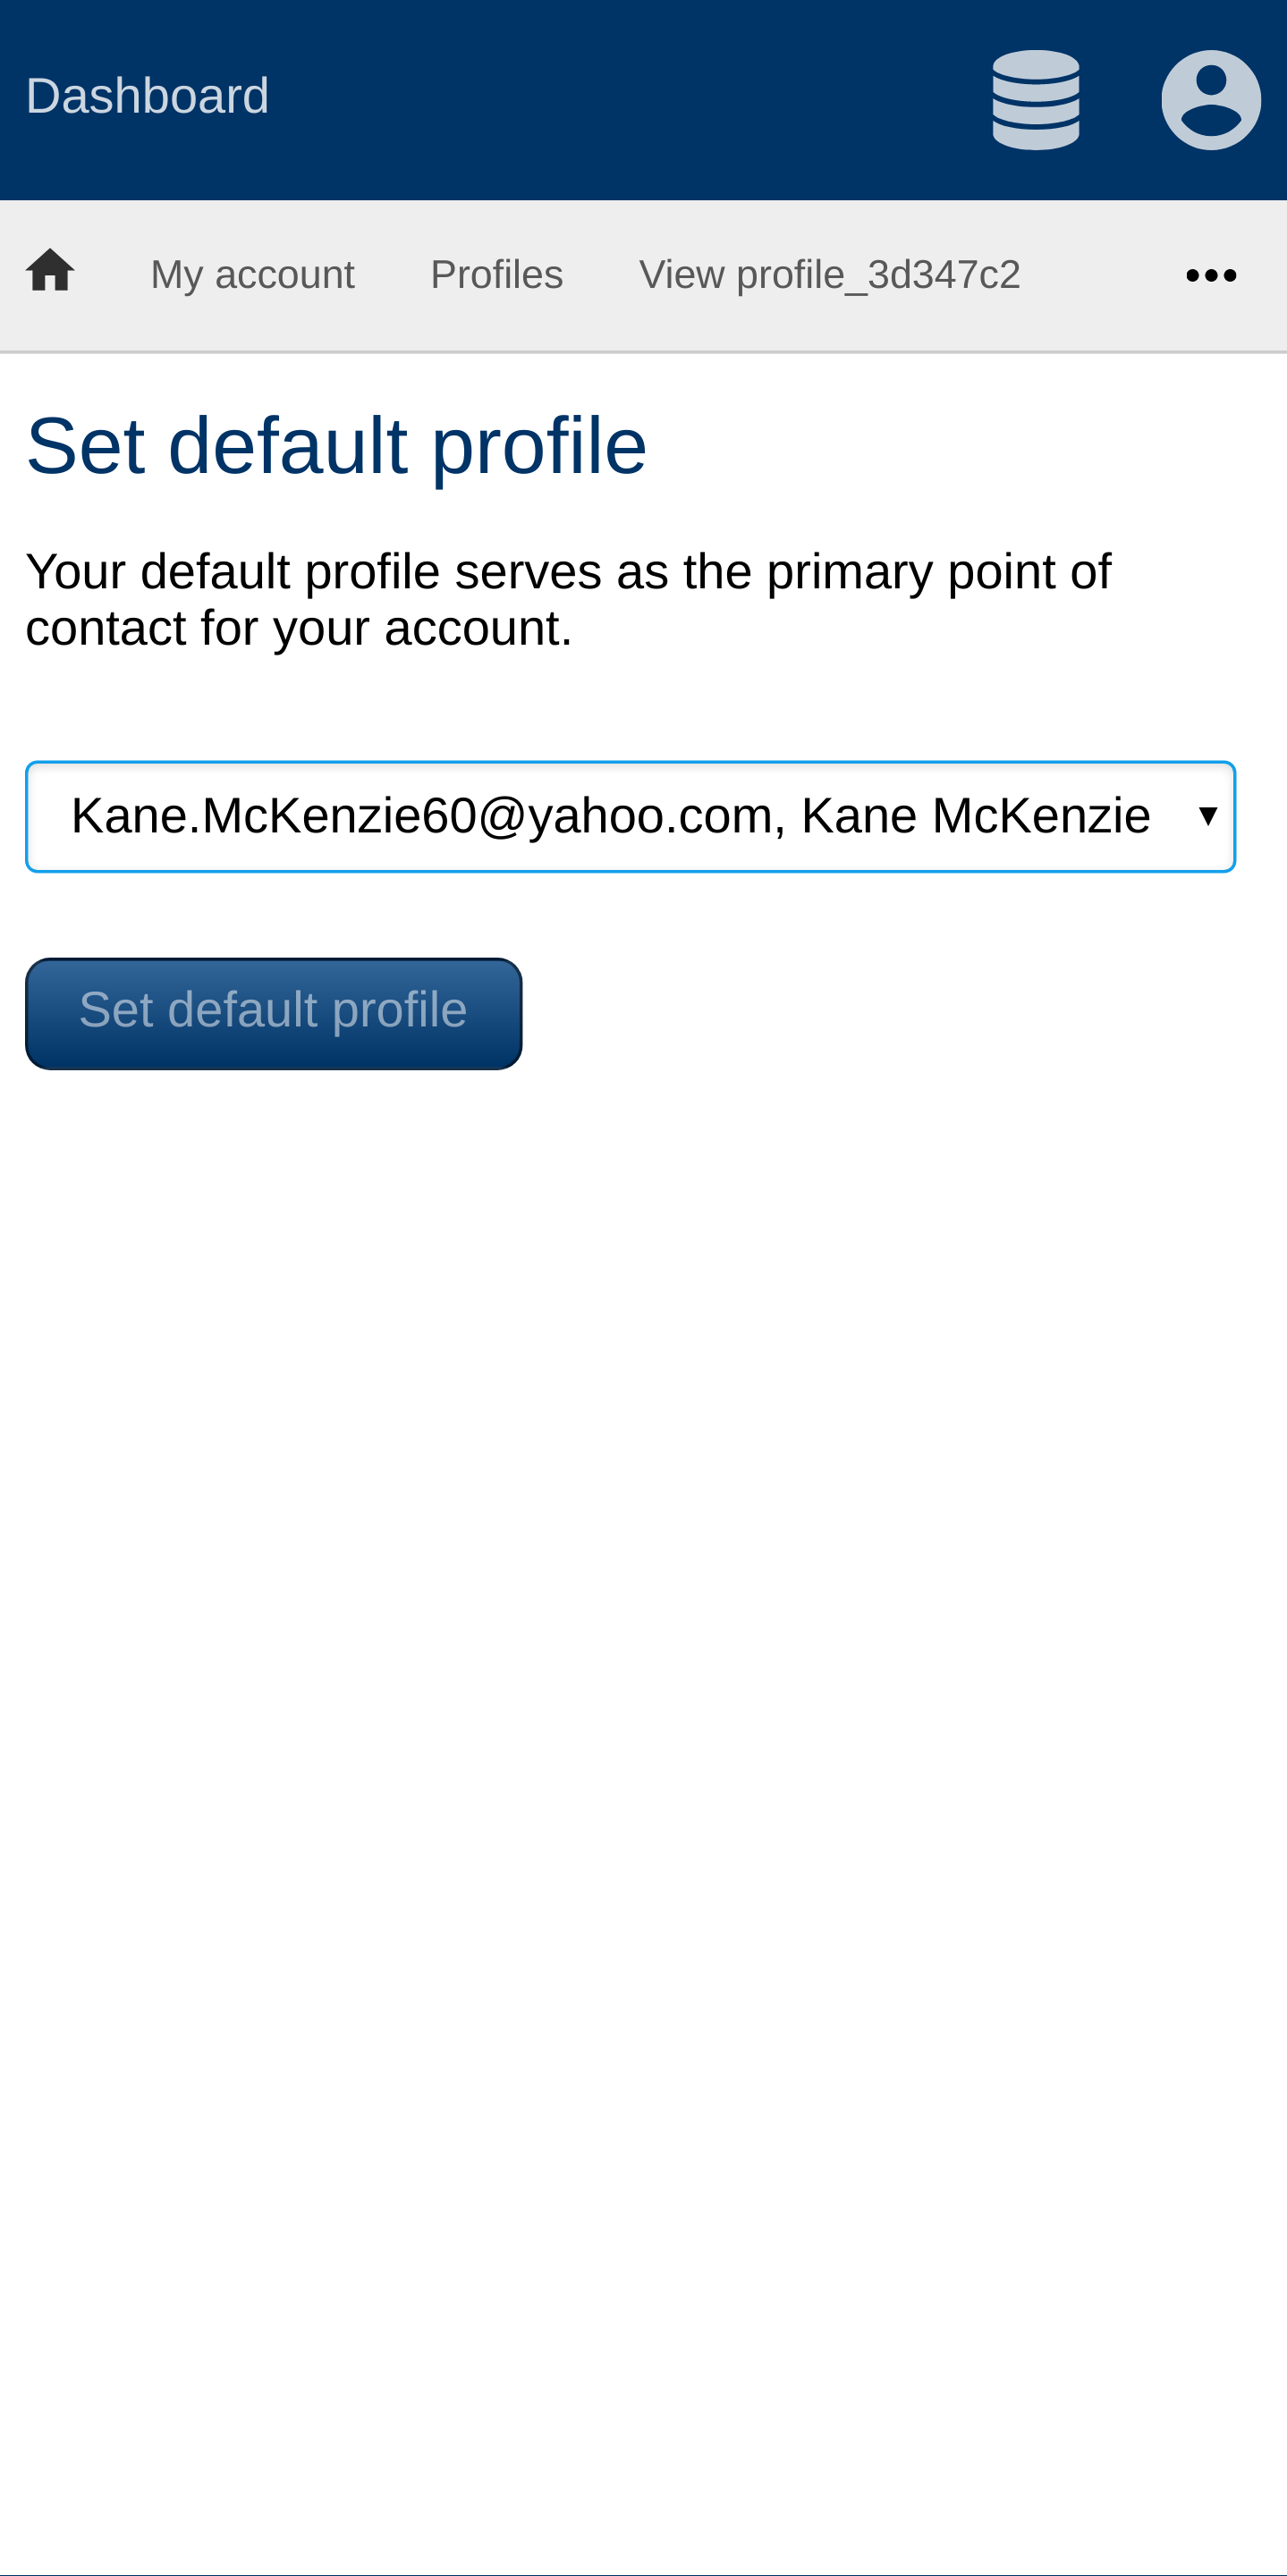 Dashboard
My account
Profiles
View profile_3d347c2
Set default profile
Your default profile serves as the primary point of
contact for your account.
Kane.McKenzie60@yahoo.com, Kane McKenzie
Set default profile